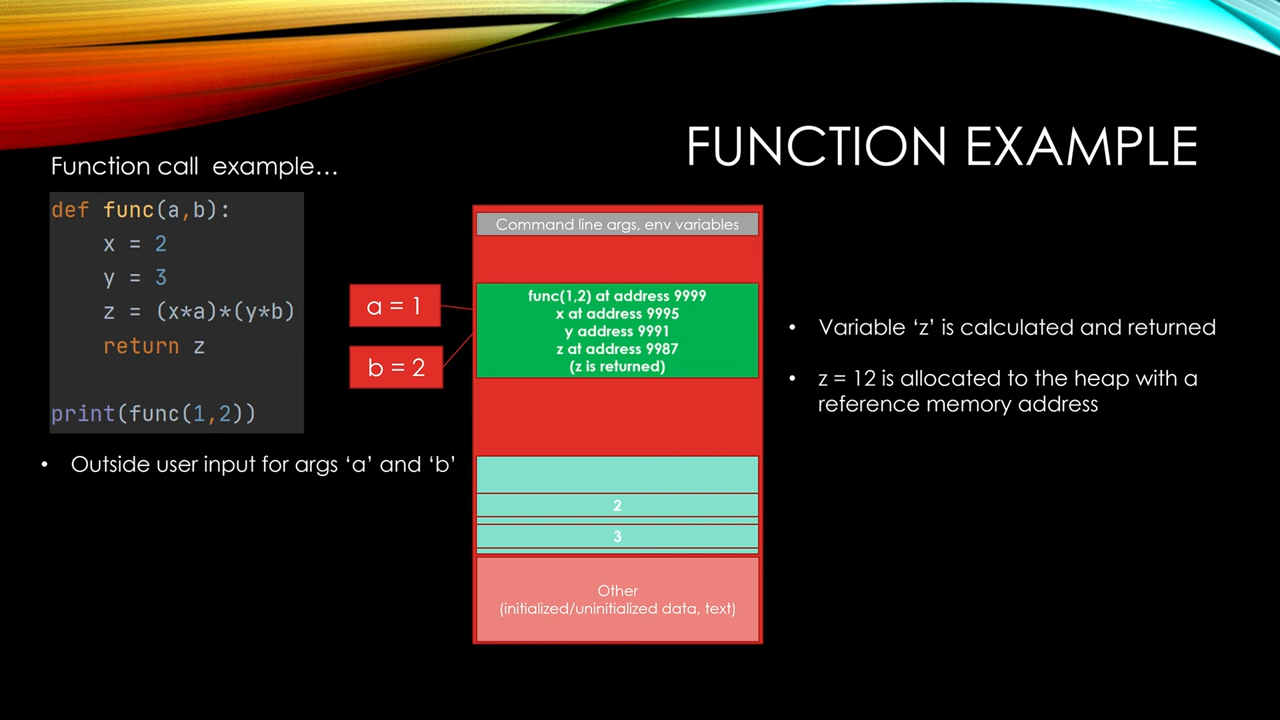 FUNCTION EXAMPLE
Function call  example…
def func(a,b):
    x = 2
    y = 3
    z = (x*a)*(y*b)
    return z
print(func(1,2))
• Outside user input for args ‘a’ and ‘b’
a = 1
b = 2
Command line args, env variables
func(1,2) at address 9999
x at address 9995
y address 9991
z at address 9987
(z is returned)
2
3
Other
(initialized/uninitialized data, text)
• Variable ‘z’ is calculated and returned
• z = 12 is allocated to the heap with a
reference memory address